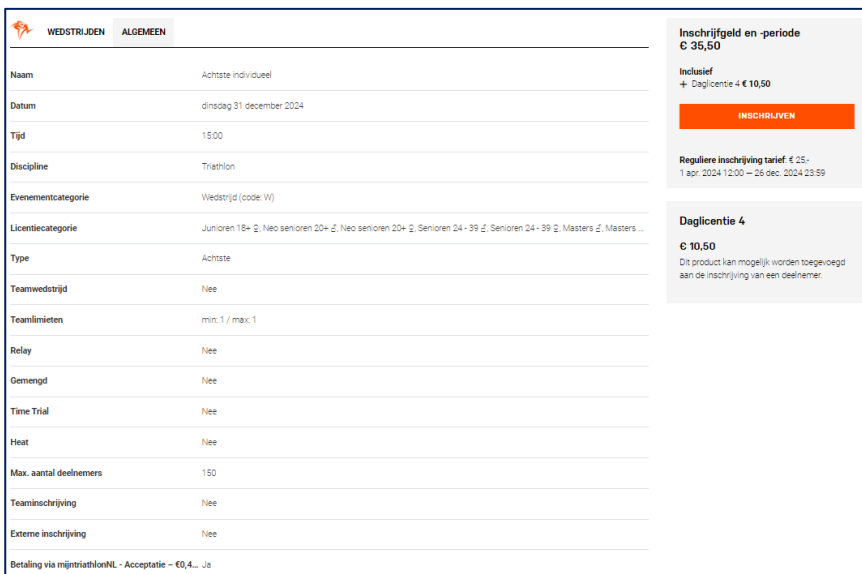 WEDSTRIJDEN ALGEMEEN
Naam Achtste individueel
Datum dinsdag 31 december 2024
Tijd 15:00
Discipline Triathlon
Evenementcategorie Wedstrijd (code: W)
Licentiecategorie Junioren 18+ ♀, Neo senioren 20+ ♂, Neo senioren 20+ ♀, Senioren 24 - 39 ♂, Senioren 24 - 39 ♀, Masters ♂, Masters ...
Type Achtste
Teamwedstrijd Nee
Teamlimieten min: 1 / max: 1
Relay Nee
Gemengd Nee
Time Trial Nee
Heat Nee
Max. aantal deelnemers 150
Teaminschrijving Nee
Externe inschrijving Nee
Betaling via mijntriathlonNL - Acceptatie – €0,4... Ja
Inschrijfgeld en -periode
€ 35,50
Inclusief
+ Daglicentie 4 € 10,50
INSCHRIJVEN
Reguliere inschrijving tarief: € 25,-
1 apr. 2024 12:00 — 26 dec. 2024 23:59
Daglicentie 4
€ 10,50
Dit product kan mogelijk worden toegevoegd
aan de inschrijving van een deelnemer.